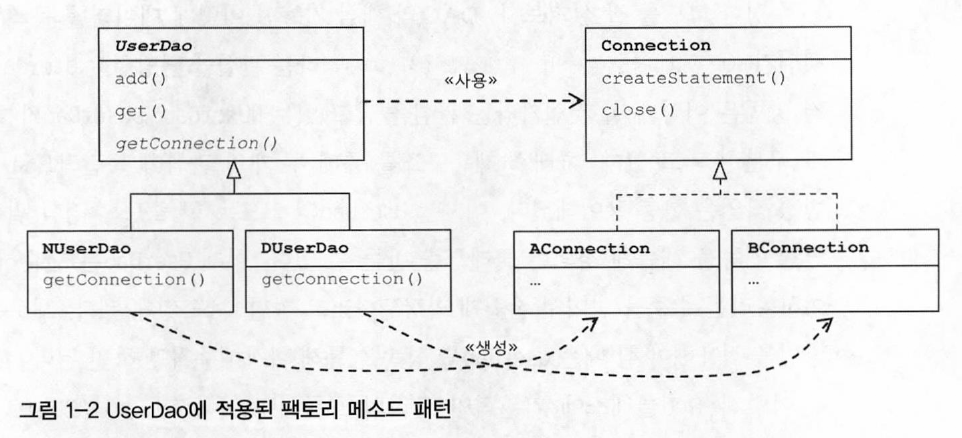 UserDao
add()
get()
getConnection()
«사용»
Connection
createStatement()
close()
NUserDao
getConnection()
DUserDao
getConnection()
AConnection
...
BConnection
...
«생성»
그림 1–2 UserDao에 적용된 팩토리 메소드 패턴